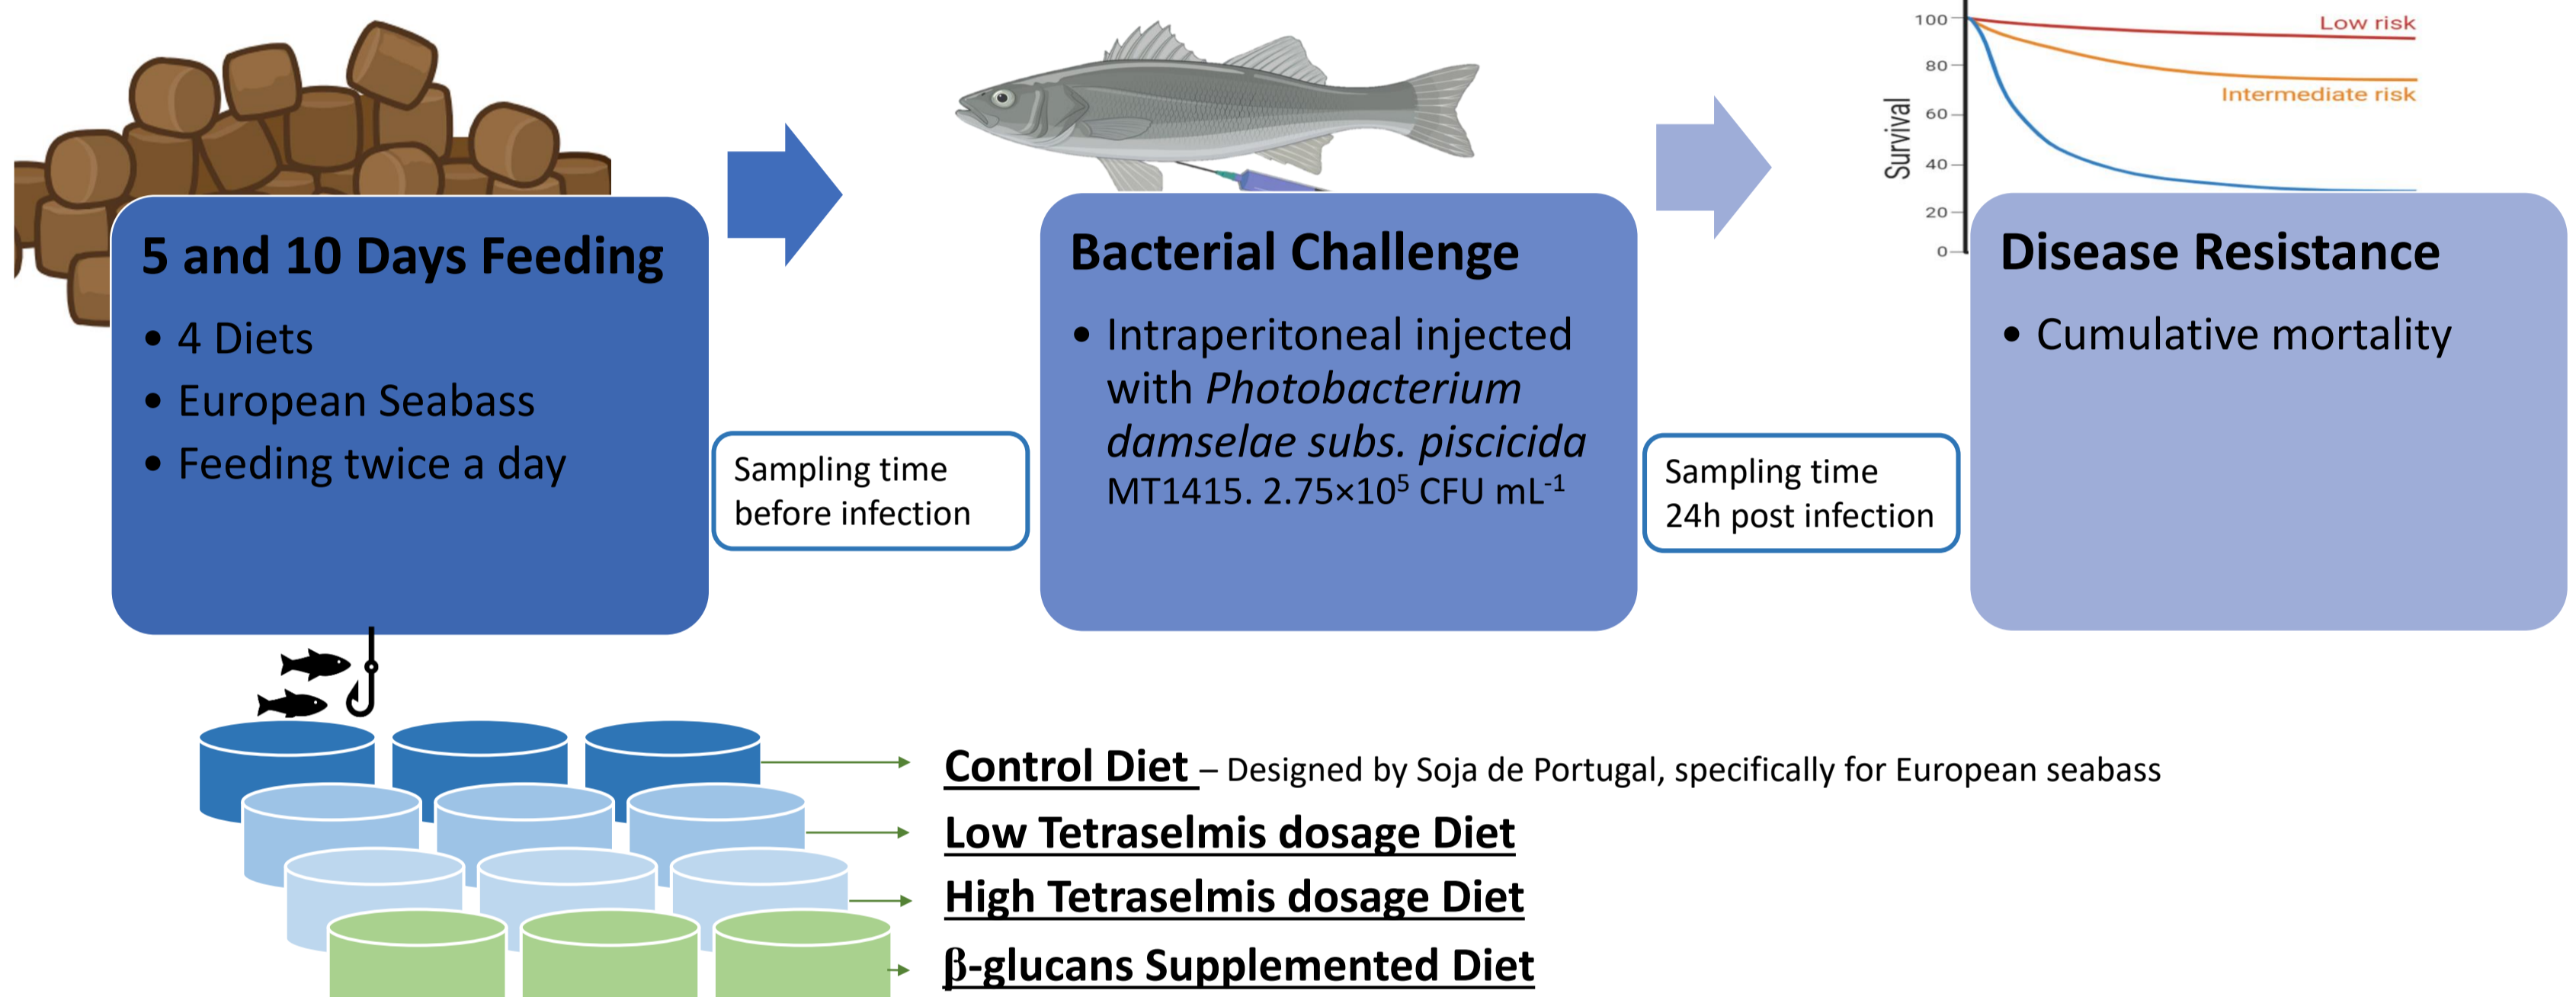 5 and 10 Days Feeding
• 4 Diets
• European Seabass
• Feeding twice a day
Sampling time
before infection
Bacterial Challenge
• Intraperitoneal injected
with Photobacterium
damselae subs. piscicida
MT1415. 2.75×10⁵ CFU mL⁻¹
Sampling time
24h post infection
Survival
100
80
60
40
20
0
Low risk
Intermediate risk
Disease Resistance
• Cumulative mortality
Control Diet – Designed by Soja de Portugal, specifically for European seabass
Low Tetraselmis dosage Diet
High Tetraselmis dosage Diet
β-glucans Supplemented Diet